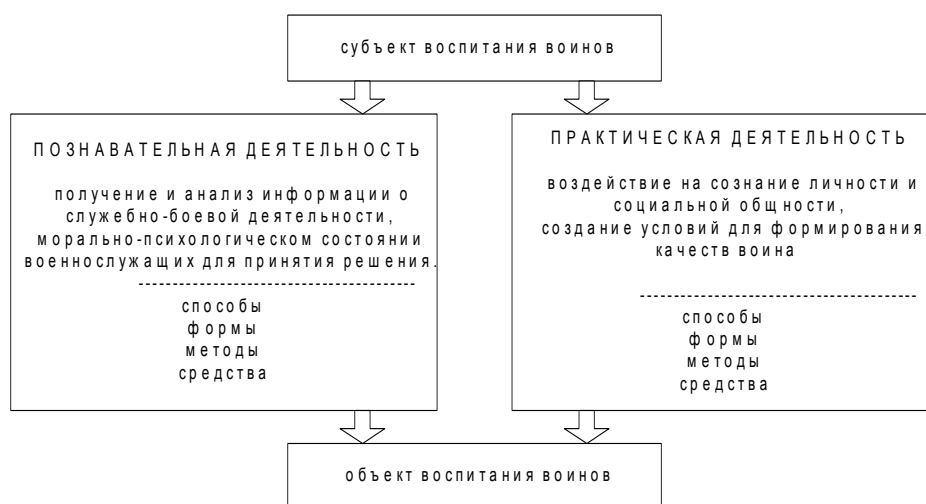 субъект воспитания воинов
ПОЗНАВАТЕЛЬНАЯ ДЕЯТЕЛЬНОСТЬ
получение и анализ информации о
служебно-боевой деятельности,
морально-психологическом состоянии
военнослужащих для принятия решения.
----------------------------------------
способы
формы
методы
средства
ПРАКТИЧЕСКАЯ ДЕЯТЕЛЬНОСТЬ
воздействие на сознание личности и
социальной общности,
создание условий для формирования
качеств воина
----------------------------------------
способы
формы
методы
средства
объект воспитания воинов